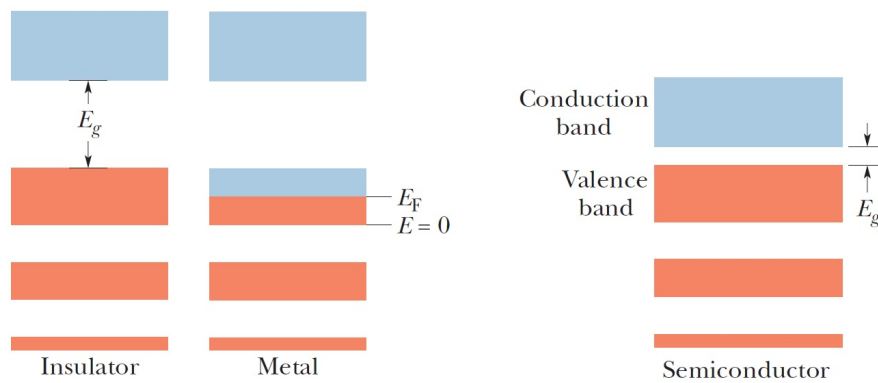 E_g
E_F
E = 0
Insulator
Metal
Conduction
band
Valence
band
E_g
Semiconductor